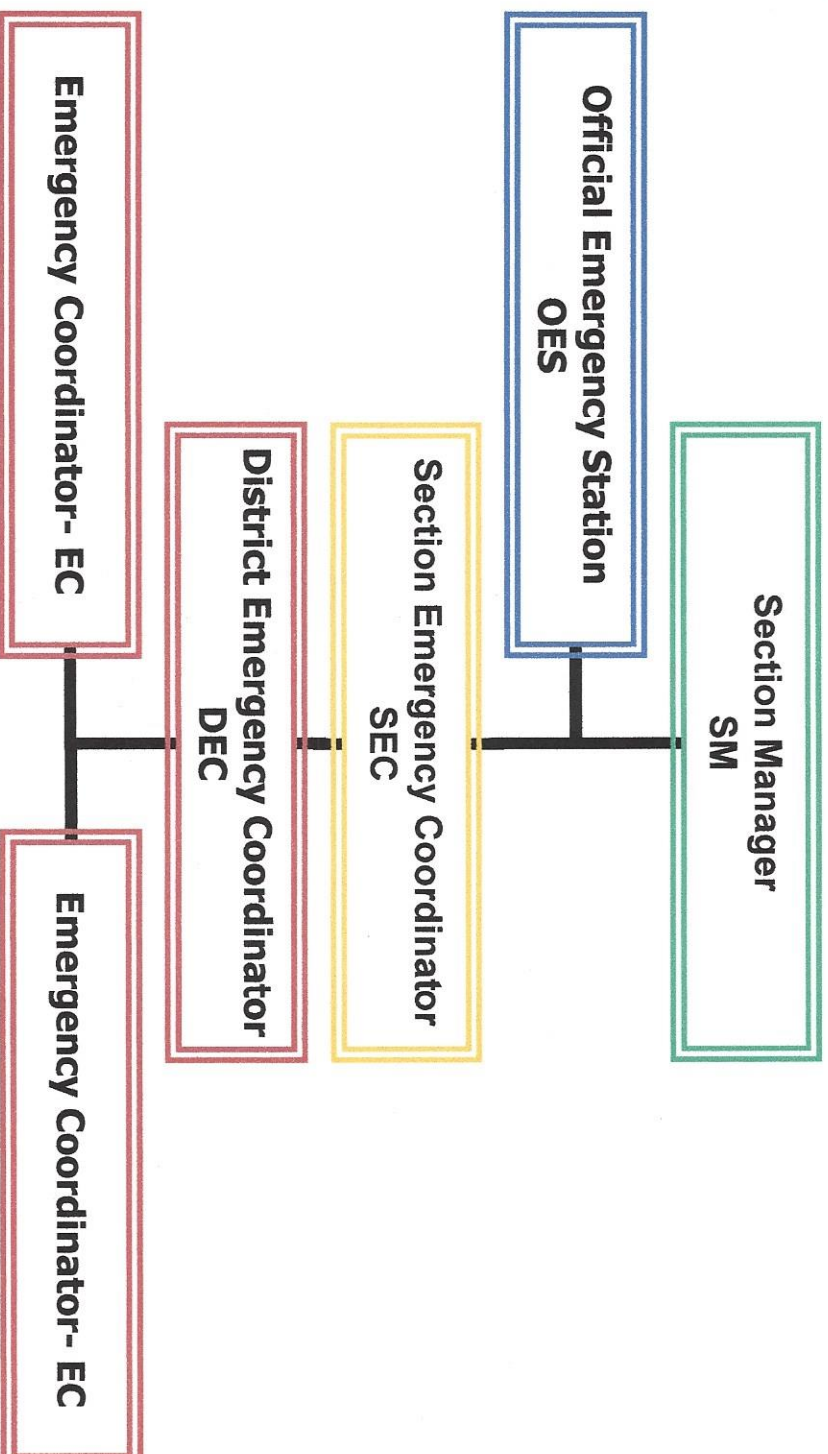 Section Manager
SM
Official Emergency Station
OES
Section Emergency Coordinator
SEC
District Emergency Coordinator
DEC
Emergency Coordinator- EC
Emergency Coordinator- EC